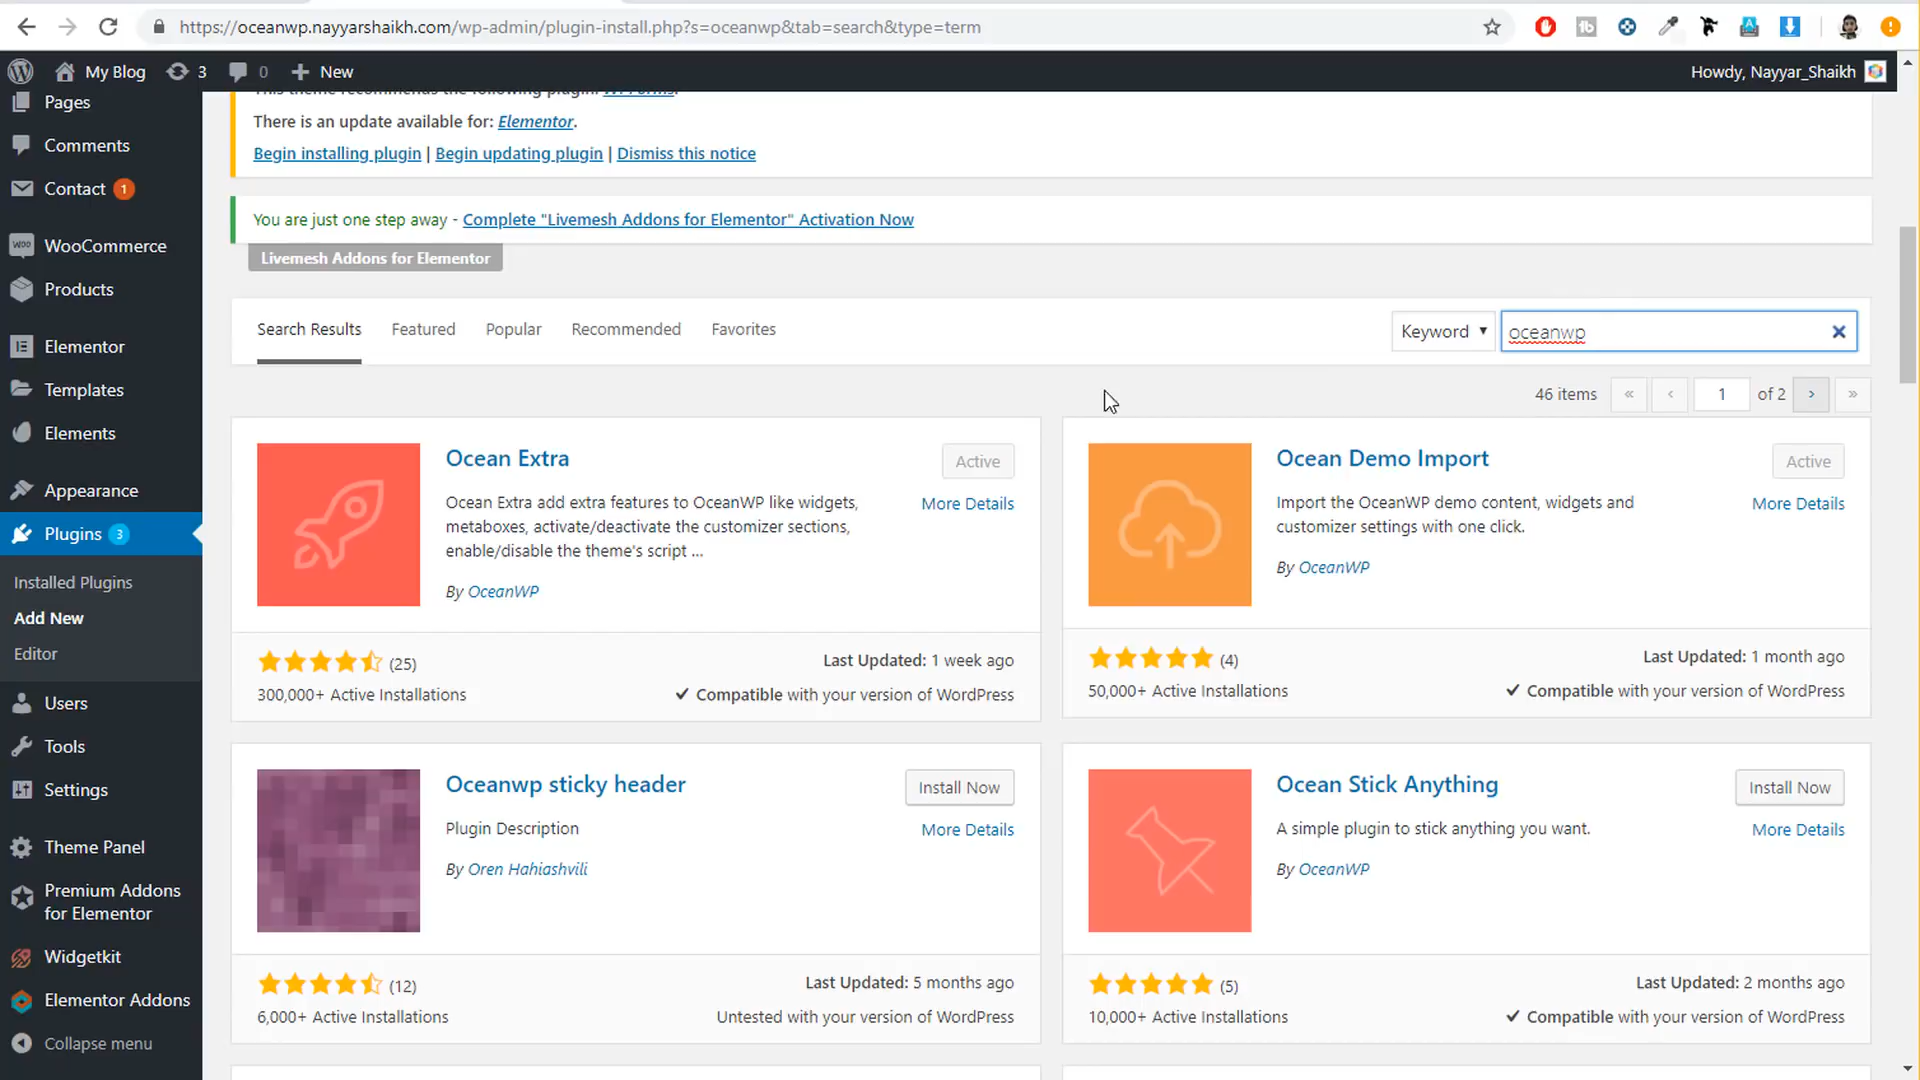 https://oceanwp.nayyarshaikh.com/wp-admin/plugin-install.php?s=oceanwp&tab=search&type=term
My Blog 3 0 New
Howdy, Nayyar_Shaikh
Pages
Comments
Contact 1
WooCommerce
Products
Elementor
Templates
Elements
Appearance
Plugins 3
Installed Plugins
Add New
Editor
Users
Tools
Settings
Theme Panel
Premium Addons
for Elementor
Widgetkit
Elementor Addons
Collapse menu
This theme recommends the following plugin: WPForms.
There is an update available for: Elementor.
Begin installing plugin | Begin updating plugin | Dismiss this notice
You are just one step away - Complete "Livemesh Addons for Elementor" Activation Now
Livemesh Addons for Elementor
Search Results Featured Popular Recommended Favorites
Keyword oceanwp
46 items « ‹ 1 of 2 › »
Ocean Extra
Active
More Details
Ocean Extra add extra features to OceanWP like widgets,
metaboxes, activate/deactivate the customizer sections,
enable/disable the theme's script ...
By OceanWP
(25)
Last Updated: 1 week ago
300,000+ Active Installations
Compatible with your version of WordPress
Ocean Demo Import
Active
More Details
Import the OceanWP demo content, widgets and
customizer settings with one click.
By OceanWP
(4)
Last Updated: 1 month ago
50,000+ Active Installations
Compatible with your version of WordPress
Oceanwp sticky header
Install Now
More Details
Plugin Description
By Oren Hahiashvili
(12)
Last Updated: 5 months ago
6,000+ Active Installations
Untested with your version of WordPress
Ocean Stick Anything
Install Now
More Details
A simple plugin to stick anything you want.
By OceanWP
(5)
Last Updated: 2 months ago
10,000+ Active Installations
Compatible with your version of WordPress